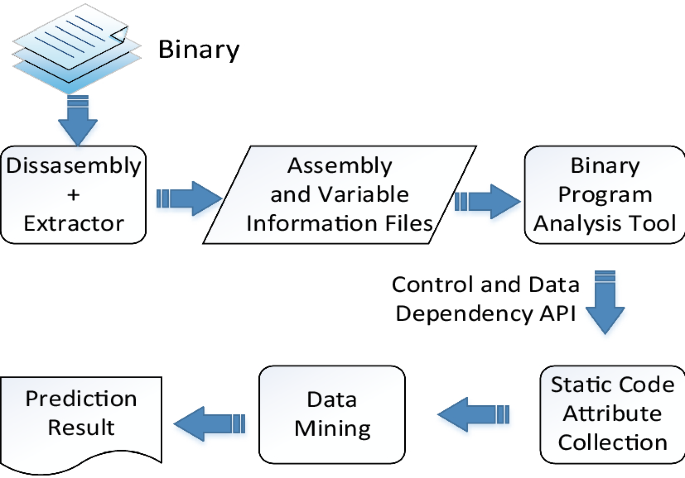 Binary
Dissasembly
+
Extractor
Assembly
and Variable
Information Files
Binary
Program
Analysis Tool
Control and Data
Dependency API
Static Code
Attribute
Collection
Data
Mining
Prediction
Result